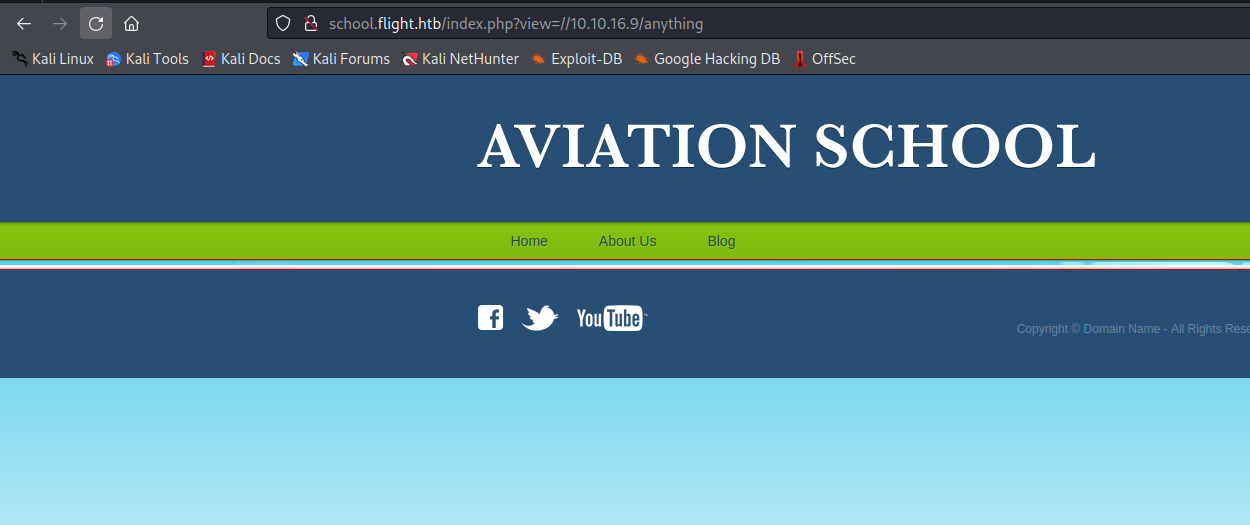 school.flight.htb/index.php?view=//10.10.16.9/anything
Kali Linux Kali Tools Kali Docs Kali Forums Kali NetHunter Exploit-DB Google Hacking DB OffSec
AVIATION SCHOOL
Home About Us Blog
f YouTube
Copyright © Domain Name - All Rights Rese